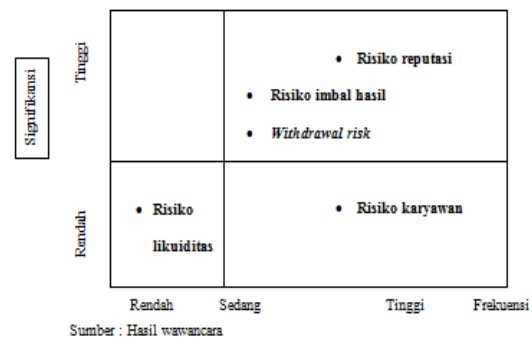 Signifikansi
Tinggi
Rendah
• Risiko reputasi
• Risiko imbal hasil
• Withdrawal risk
• Risiko
likuiditas
• Risiko karyawan
Rendah Sedang Tinggi Frekuensi
Sumber : Hasil wawancara